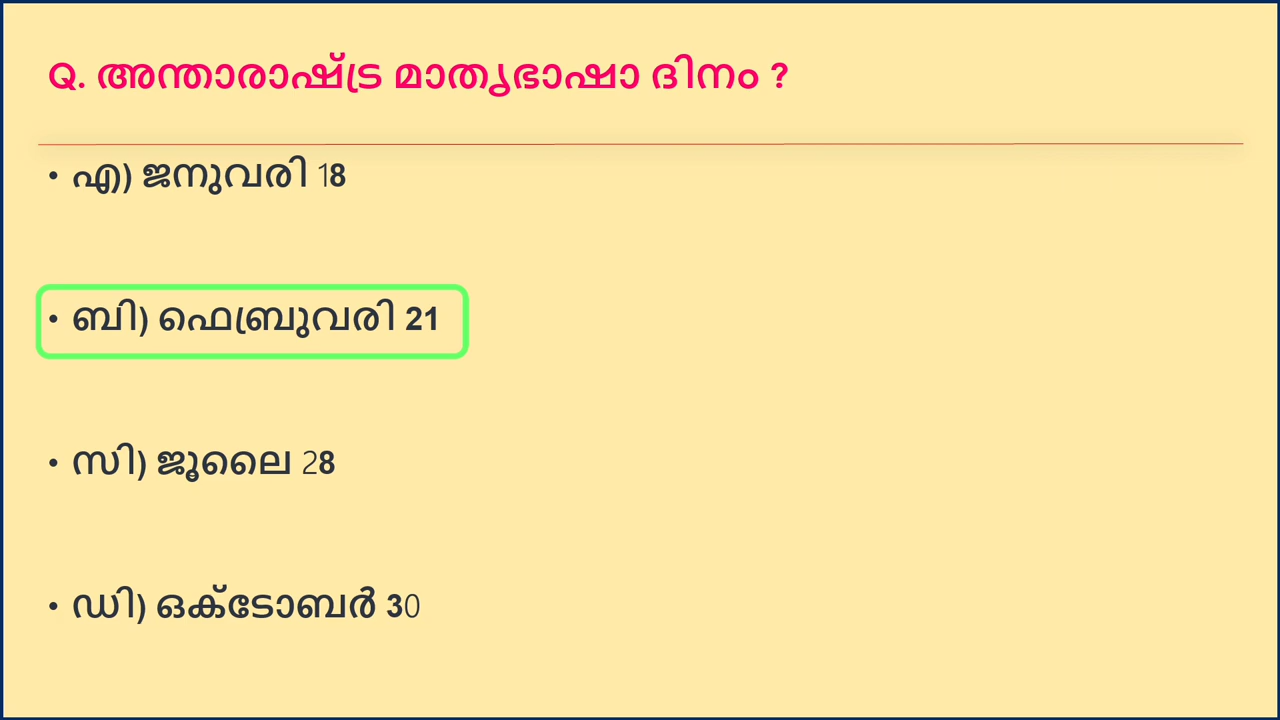 Q. അന്താരാഷ്ട്ര മാതൃഭാഷാ ദിനം ?
• എ) ജനുവരി 18
• ബി) ഫെബ്രുവരി 21
• സി) ജൂലൈ 28
• ഡി) ഒക്ടോബർ 30